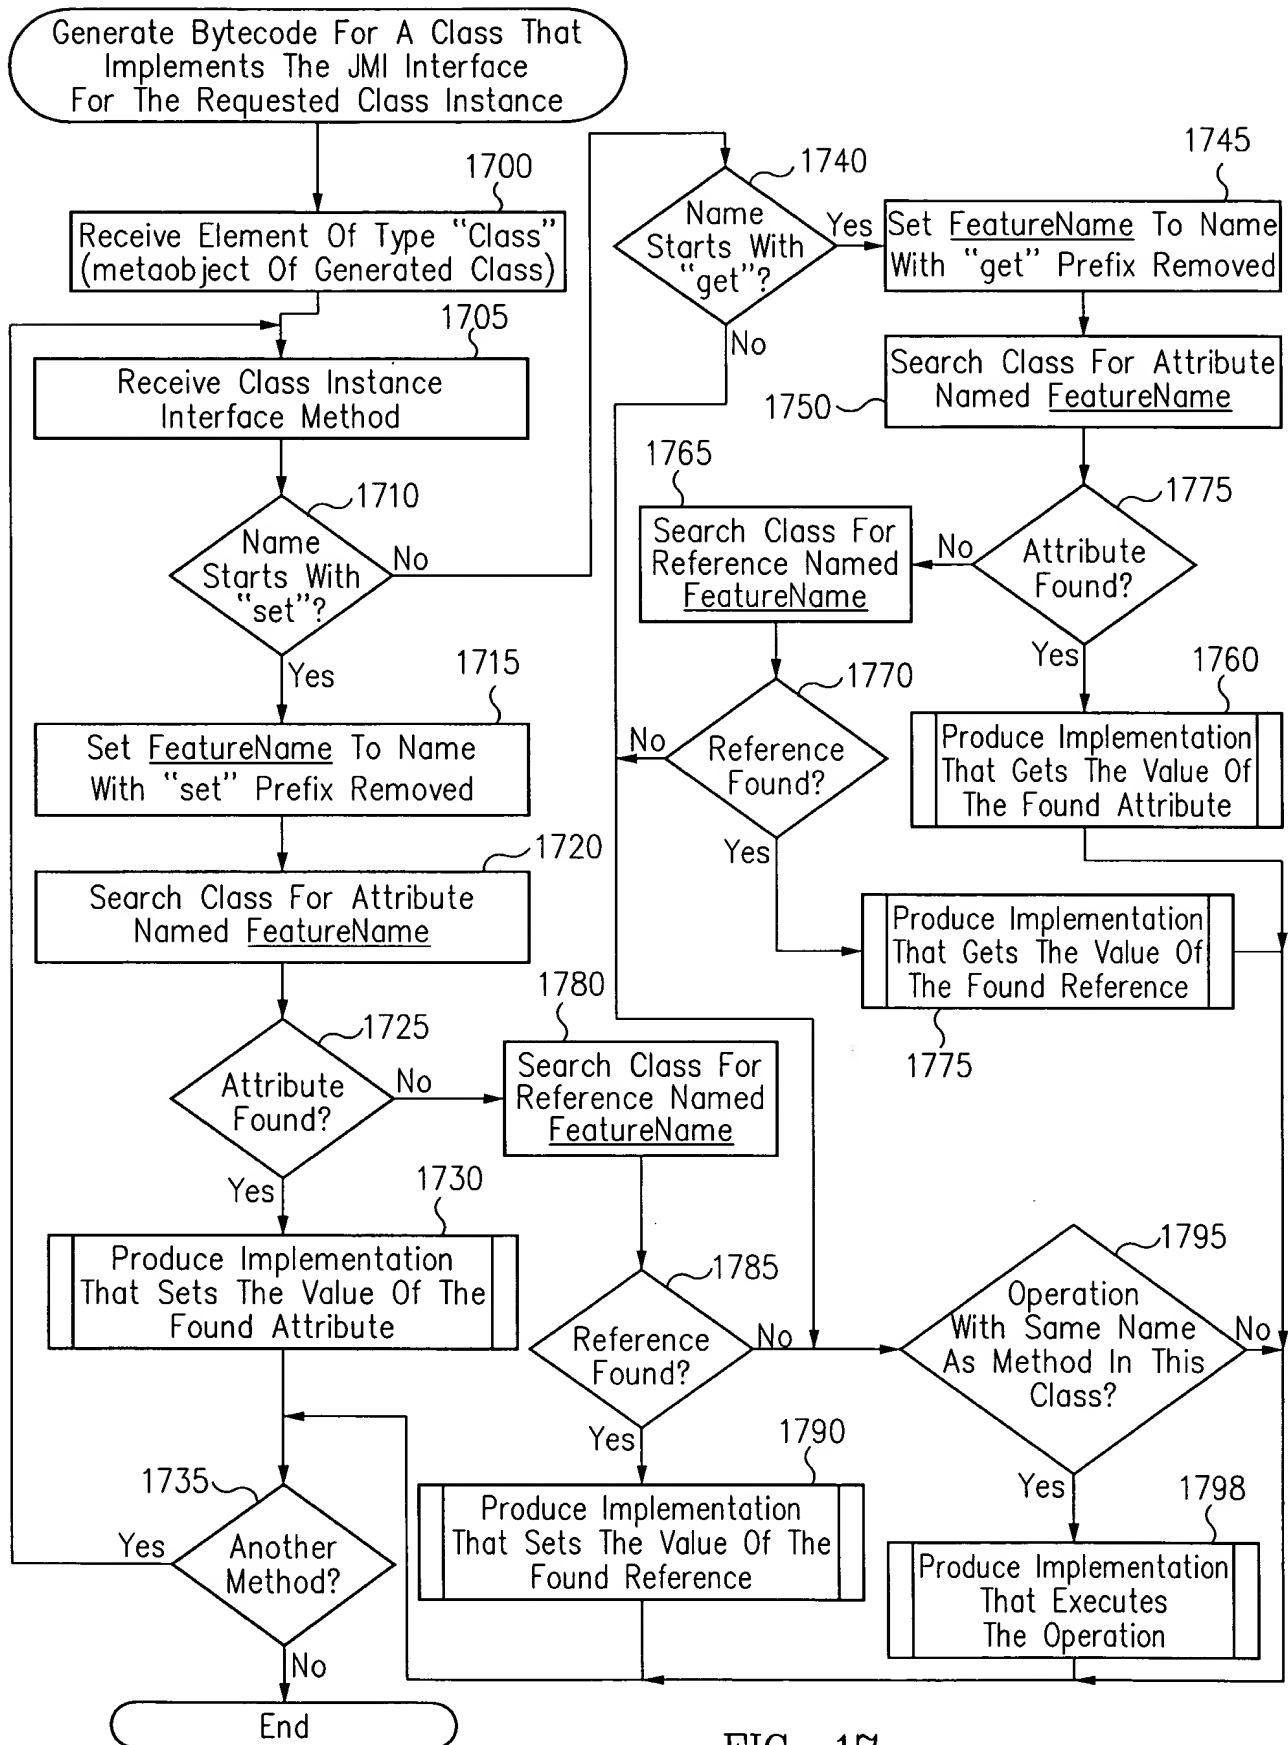 Generate Bytecode For A Class That
Implements The JMI Interface
For The Requested Class Instance
1700
Receive Element Of Type "Class"
(metaobject Of Generated Class)
1705
Receive Class Instance
Interface Method
1710
Name
Starts With
"set"?
No
Yes
1715
Set FeatureName To Name
With "set" Prefix Removed
1720
Search Class For Attribute
Named FeatureName
1725
Attribute
Found?
No
Yes
1730
Produce Implementation
That Sets The Value Of The
Found Attribute
1735
Another
Method?
Yes
No
End
1740
Name
Starts With
"get"?
Yes
No
1745
Set FeatureName To Name
With "get" Prefix Removed
1750
Search Class For Attribute
Named FeatureName
1775
Attribute
Found?
No
Yes
1760
Produce Implementation
That Gets The Value Of
The Found Attribute
1765
Search Class For
Reference Named
FeatureName
1770
Reference
Found?
No
Yes
Produce Implementation
That Gets The Value Of
The Found Reference
1775
1780
Search Class For
Reference Named
FeatureName
1785
Reference
Found?
No
Yes
1790
Produce Implementation
That Sets The Value Of The
Found Reference
1795
Operation
With Same Name
As Method In This
Class?
No
Yes
1798
Produce Implementation
That Executes
The Operation
FIG. 17